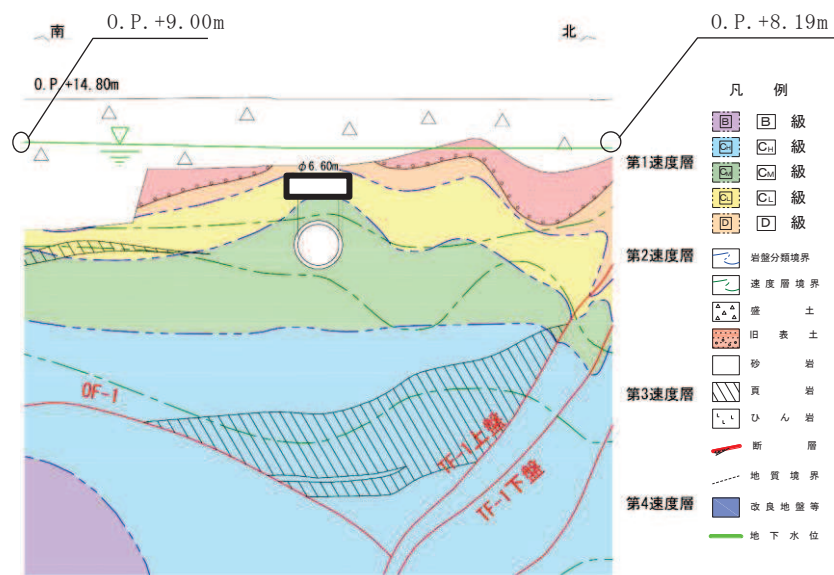 O.P.+9.00m
O.P.+8.19m
南
北
O.P.+14.80m
φ6.60m
第1速度層
第2速度層
第3速度層
第4速度層
OF-1
TF-1上盤
TF-1下盤
凡 例
B B 級
CH CH 級
CM CM 級
CL CL 級
D D 級
岩盤分類境界
速度層境界
盛 土
旧 表 土
砂 岩
頁 岩
ひ ん 岩
断 層
地 質 境 界
改 良 地 盤 等
地 下 水 位